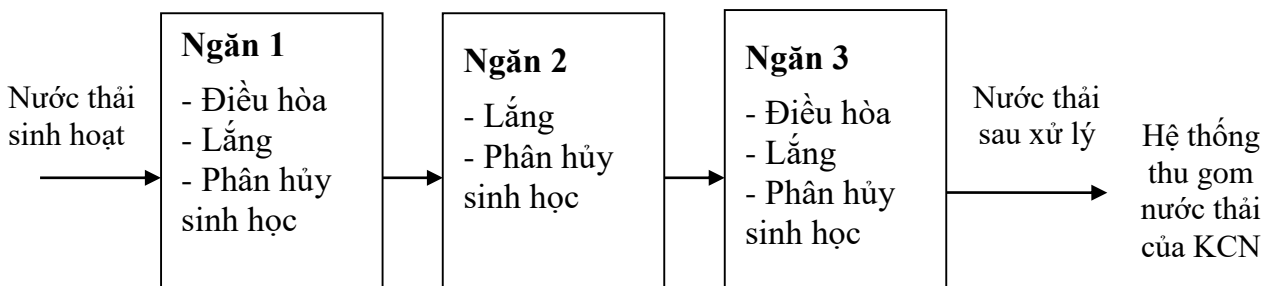 Nước thải
sinh hoạt
Ngăn 1
- Điều hòa
- Lắng
- Phân hủy
sinh học
Ngăn 2
- Lắng
- Phân hủy
sinh học
Ngăn 3
- Điều hòa
- Lắng
- Phân hủy
sinh học
Nước thải
sau xử lý
Hệ thống
thu gom
nước thải
của KCN